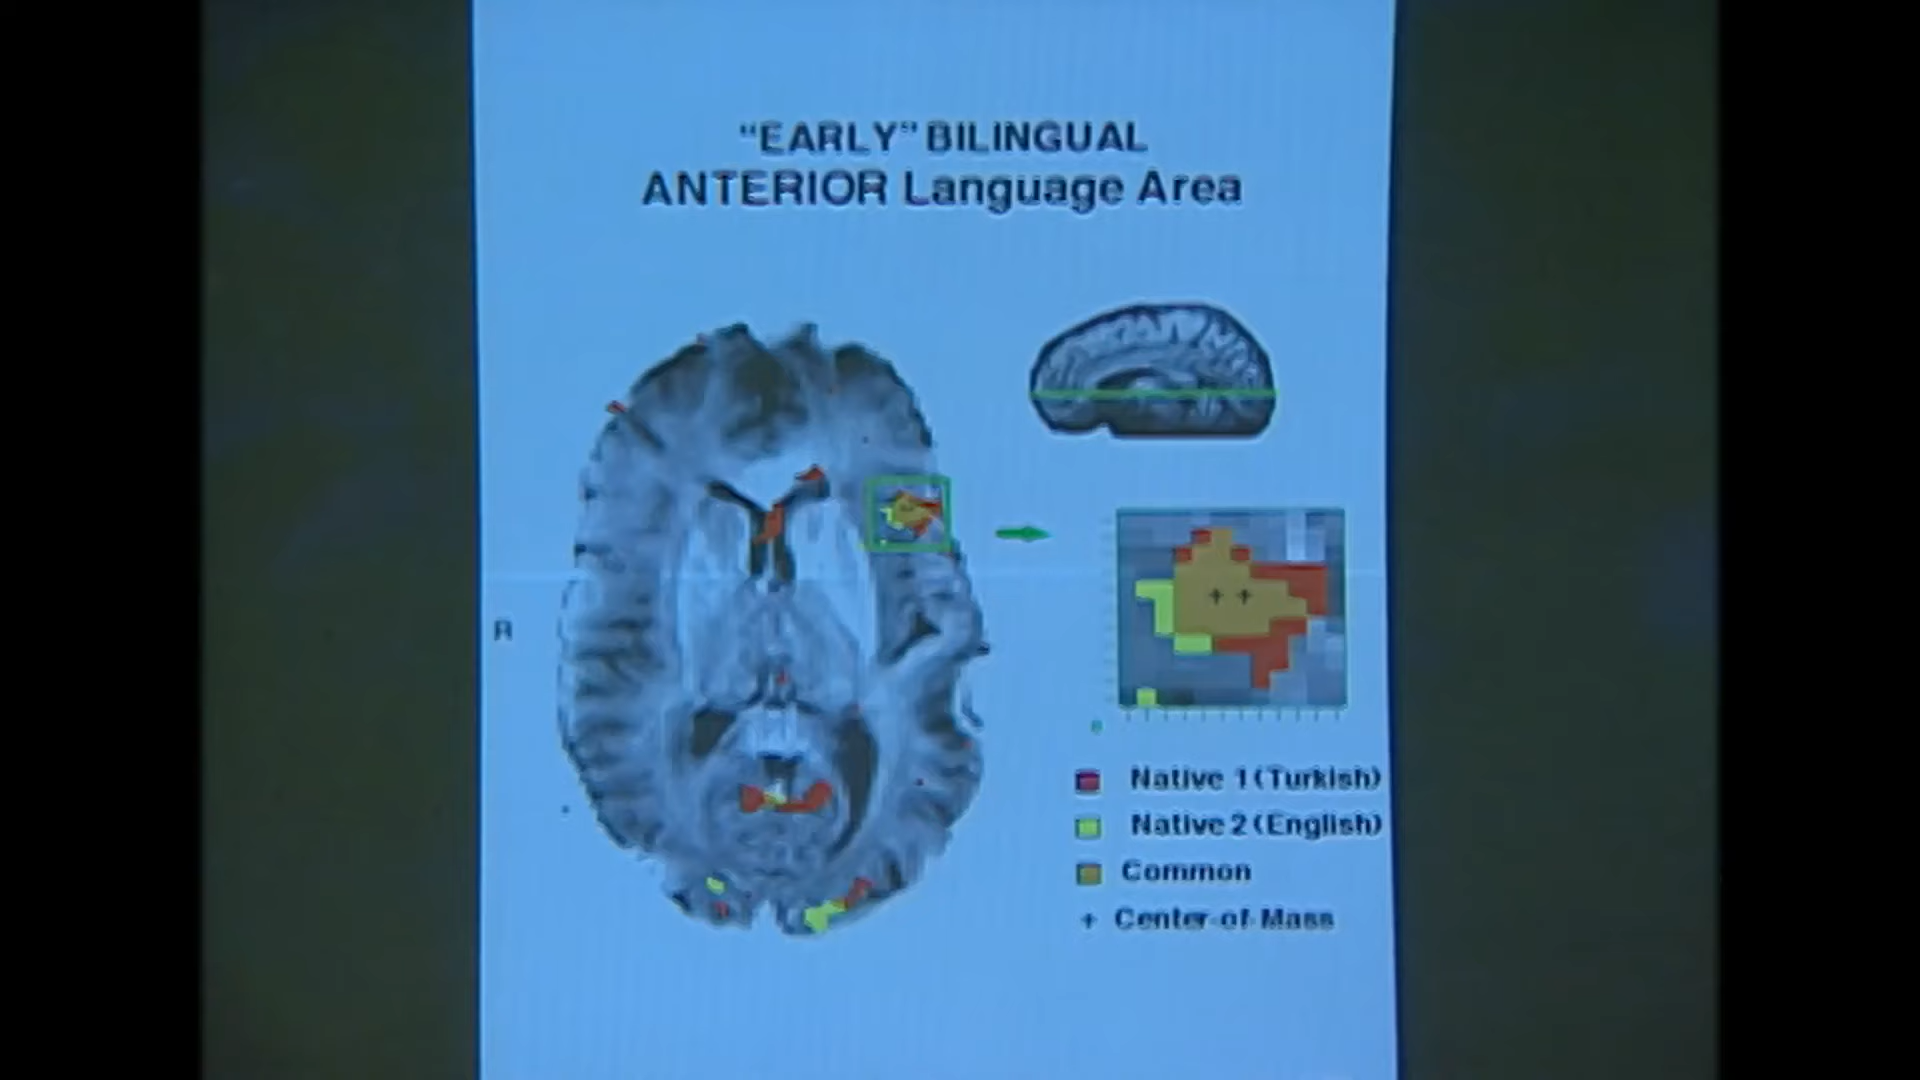 “EARLY” BILINGUAL
ANTERIOR Language Area
R
Native 1 (Turkish)
Native 2 (English)
Common
+ Center-of-Mass